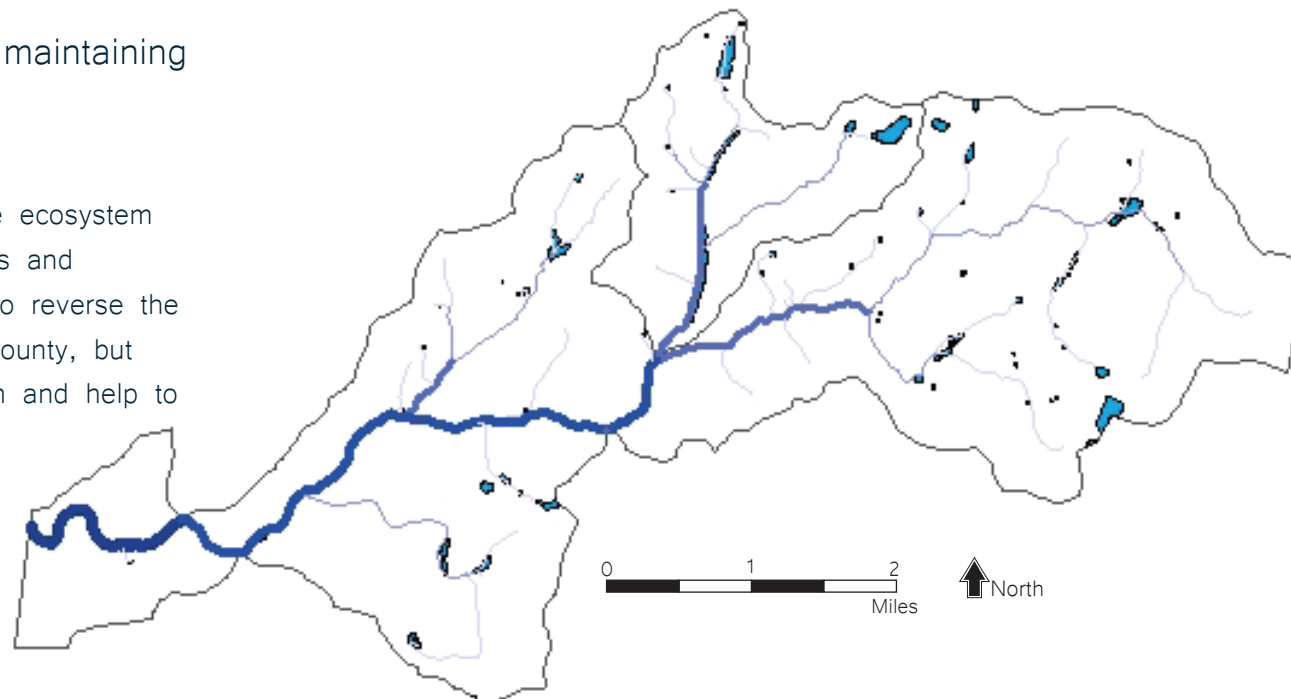 maintaining
ecosystem
s and
o reverse the
ounty, but
n and help to
0 1 2
Miles
North